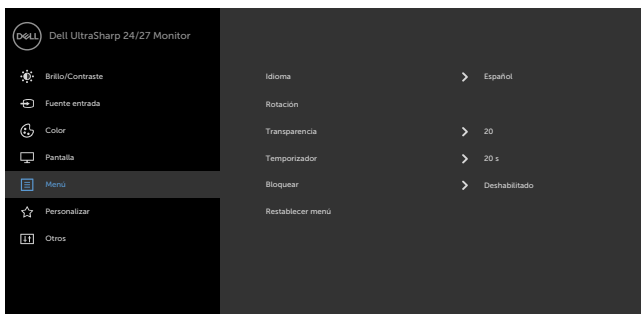 DELL Dell UltraSharp 24/27 Monitor
Brillo/Contraste
Fuente entrada
Color
Pantalla
Menú
Personalizar
Otros
Idioma Español
Rotación
Transparencia 20
Temporizador 20 s
Bloquear Deshabilitado
Restablecer menú